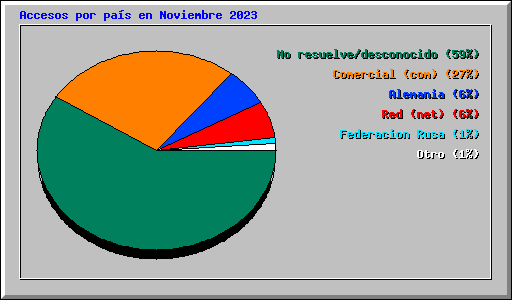 Accesos por país en Noviembre 2023
No resuelve/desconocido (59%)
Comercial (com) (27%)
Alemania (6%)
Red (net) (6%)
Federacion Rusa (1%)
Otro (1%)